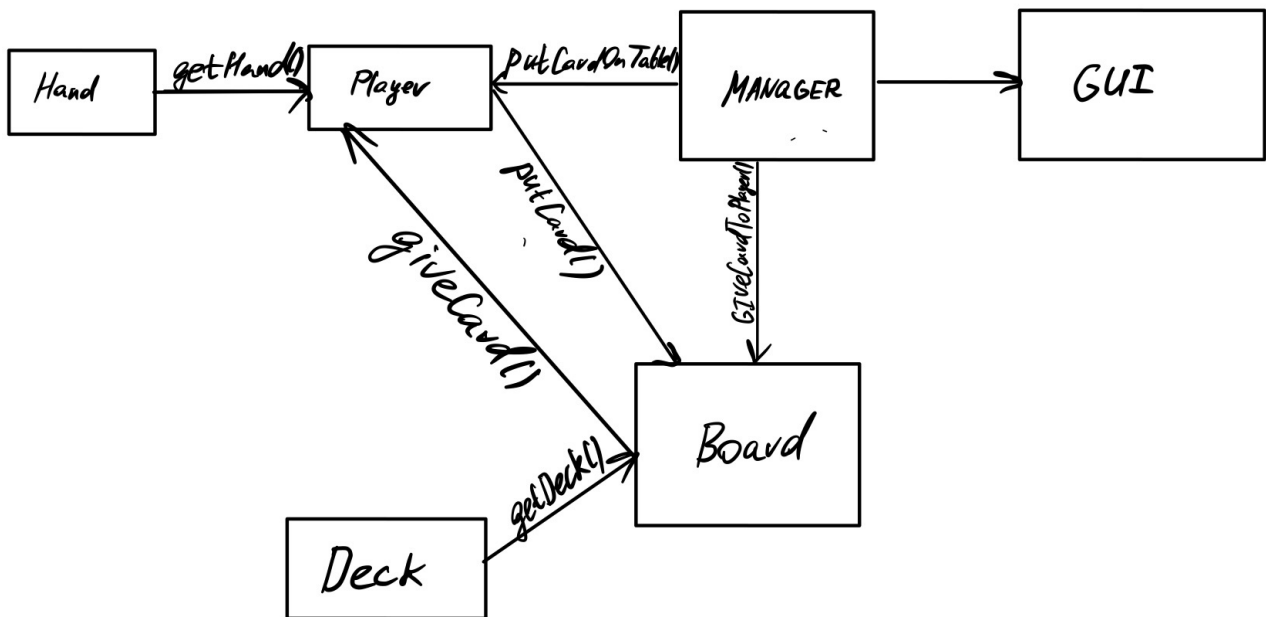 Hand
getHand()
Player
putCardOnTable()
MANAGER
GUI
putCard()
GIveCardToPlayer()
giveCard()
Board
getDeck()
Deck